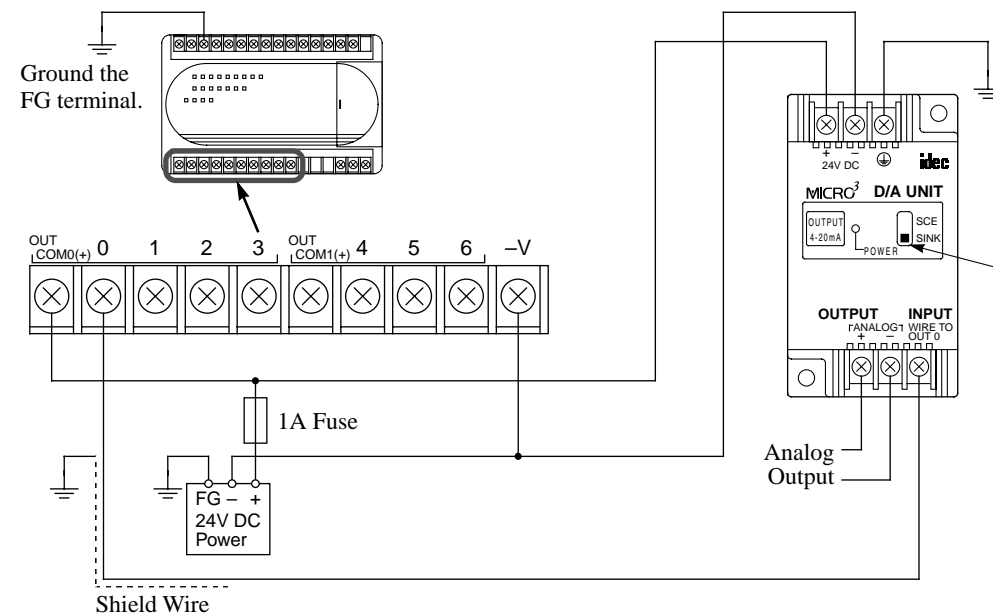 Ground the
FG terminal.
OUT
COM0(+) 0 1 2 3
OUT
COM1(+) 4 5 6 –V
1A Fuse
FG – +
24V DC
Power
Shield Wire
+ –
24V DC
idec
MICRO³ D/A UNIT
OUTPUT
4-20mA
POWER
SCE
SINK
OUTPUT INPUT
ANALOG WIRE TO
+ – OUT 0
Analog
Output